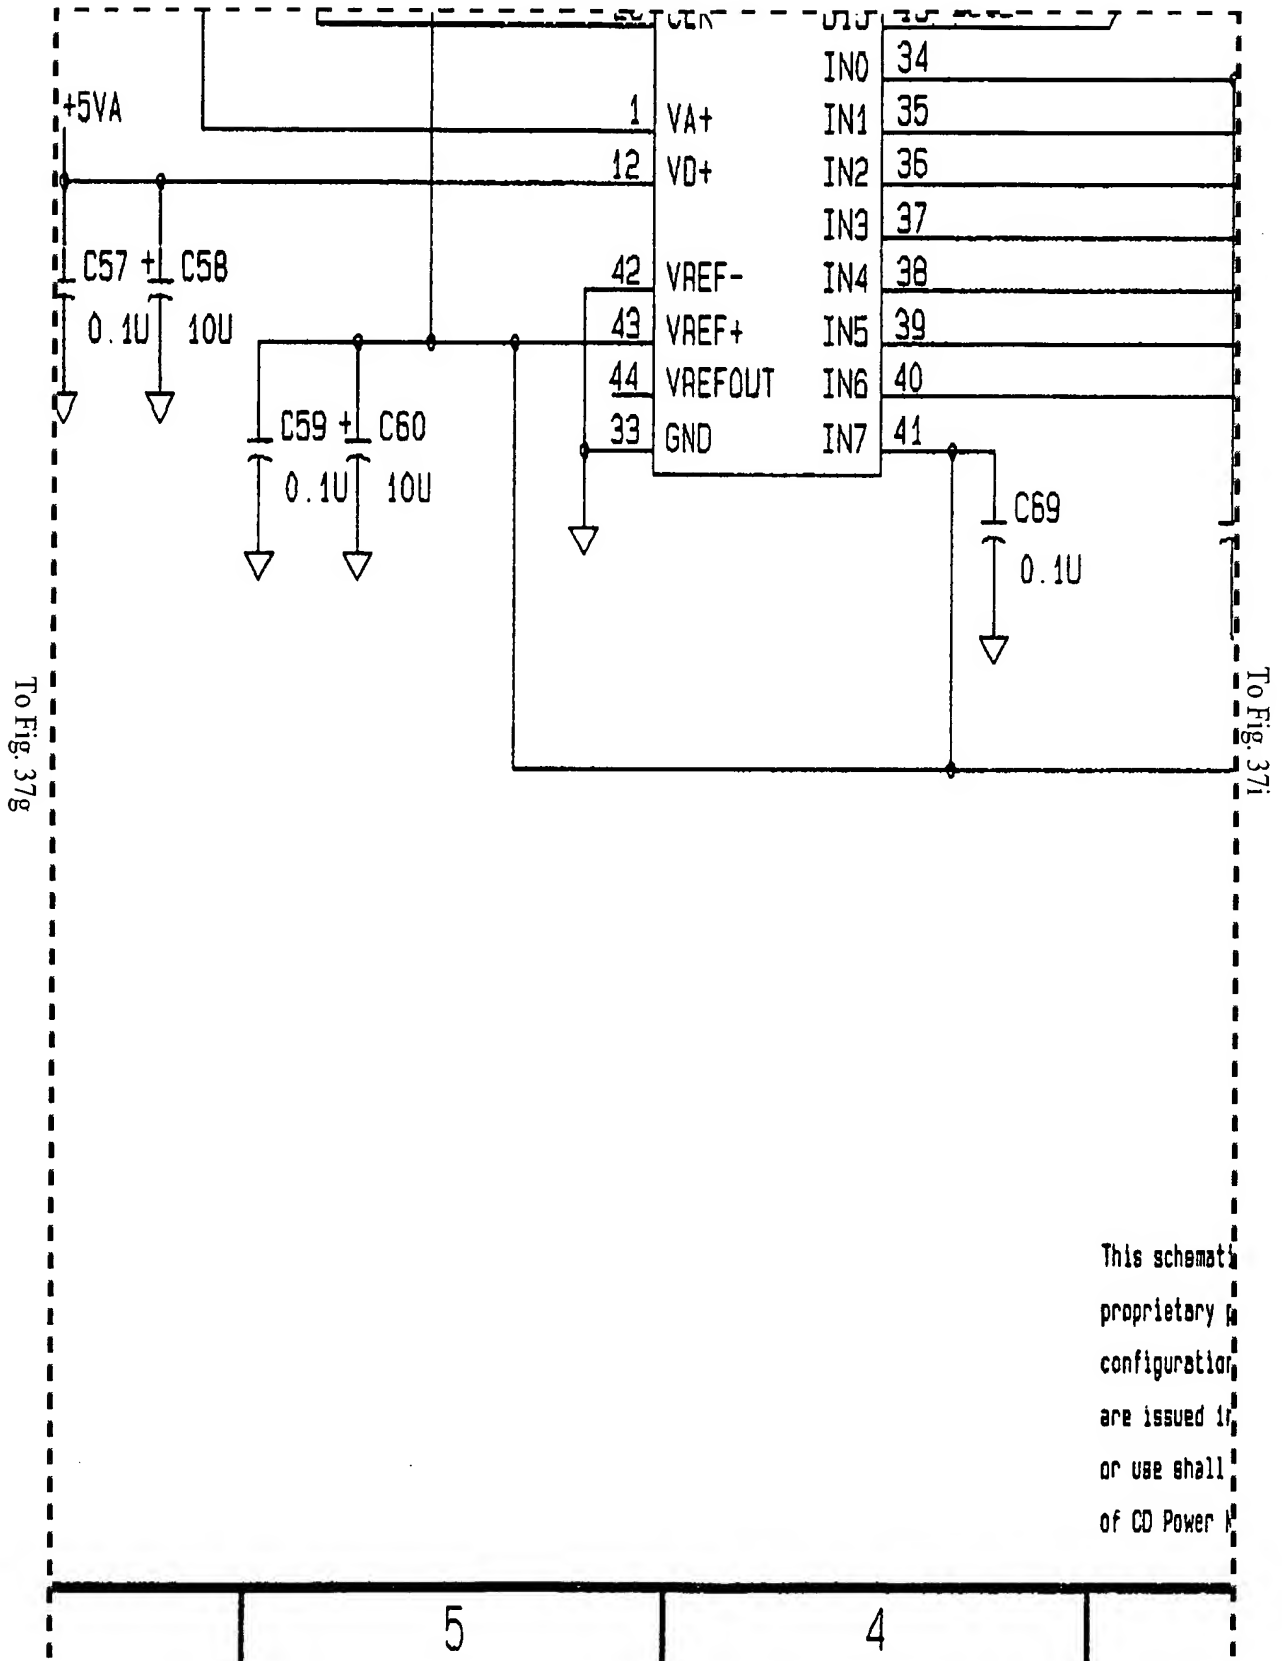 34 IN0
+5VA
1 VA+ IN1 35
12 VD+ IN2 36
IN3 37
C57 + C58
42 VREF- IN4 38
0.1U 10U
43 VREF+ IN5 39
44 VREFOUT IN6 40
C59 + C60
33 GND IN7 41
0.1U 10U
C69
0.1U
To Fig. 37g
To Fig. 37i
This schemati
proprietary p
configuration
are issued in
or use shall
of CD Power
5 4